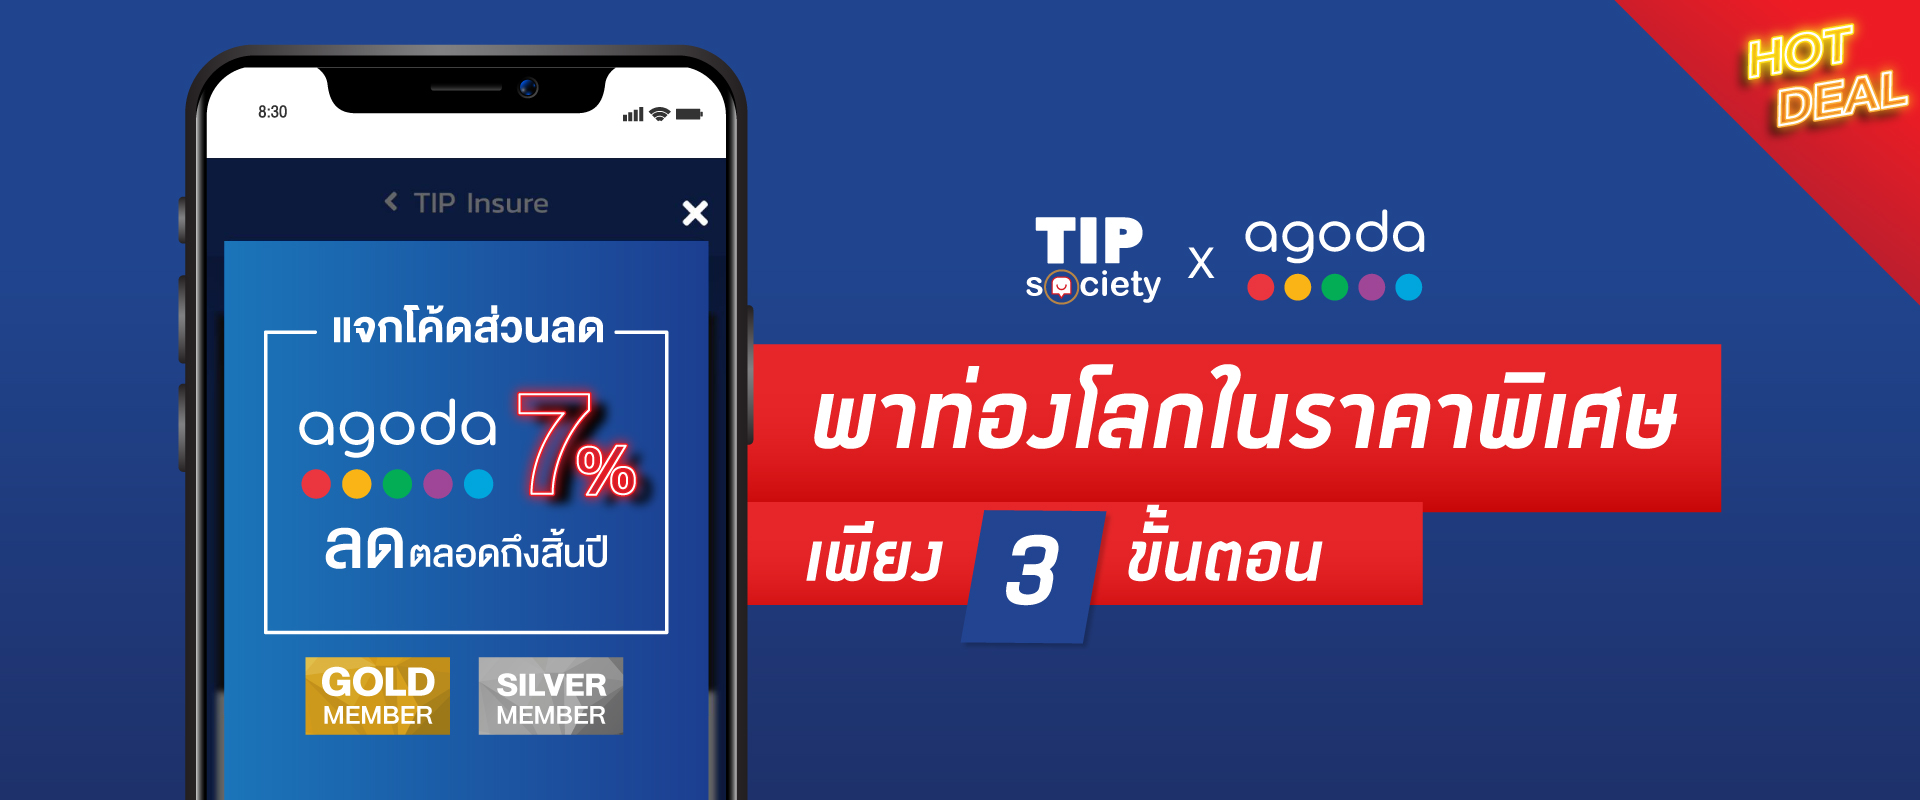 8:30
TIP Insure
แจกโค้ดส่วนลด
agoda 7%
ลด ตลอดถึงสิ้นปี
GOLD MEMBER
SILVER MEMBER
TIP society x agoda
พาท่องโลกในราคาพิเศษ
เพียง 3 ขั้นตอน
HOT DEAL